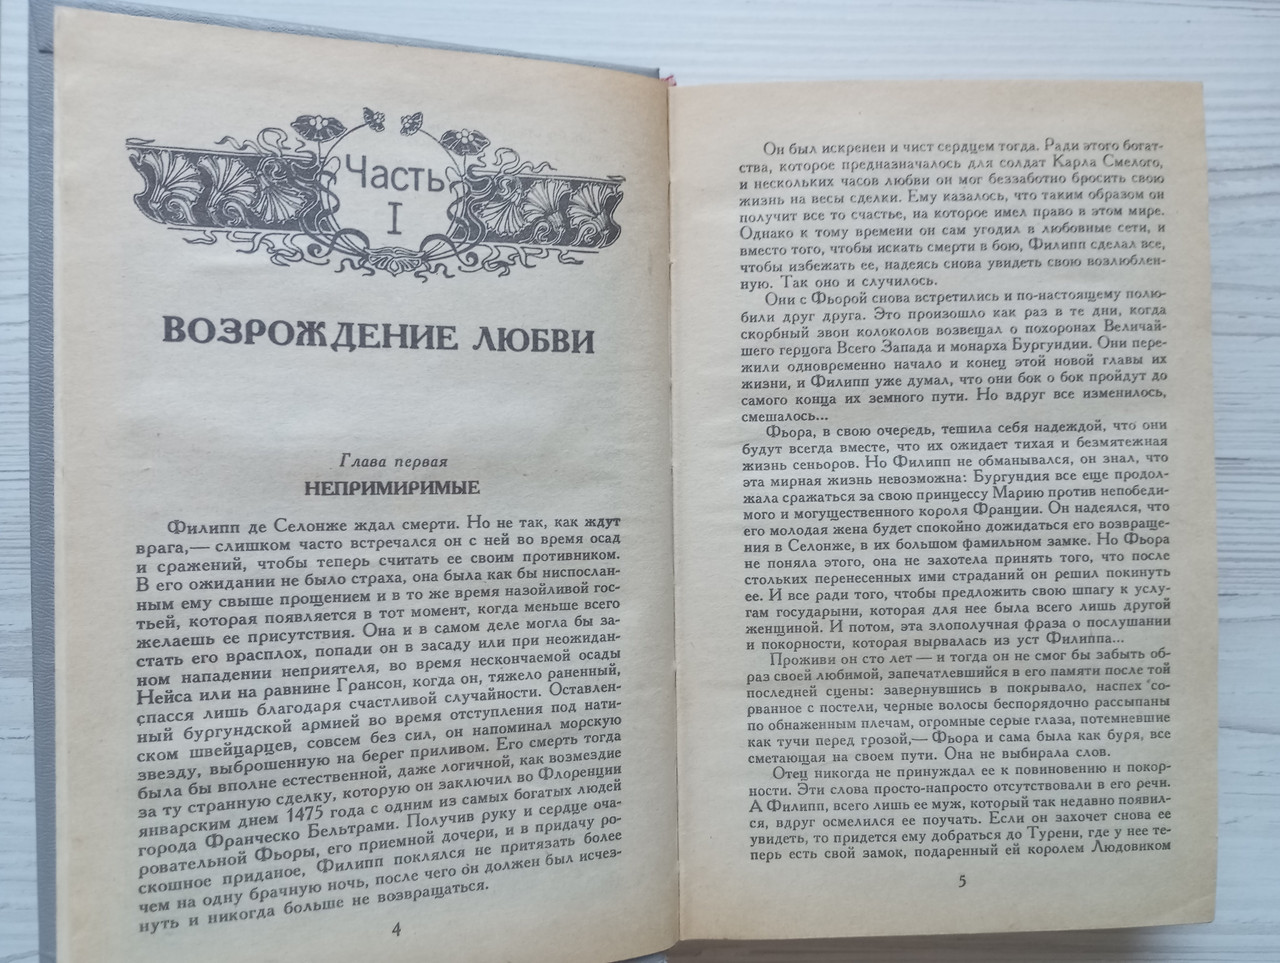 Часть
I
ВОЗРОЖДЕНИЕ ЛЮБВИ
Глава первая
НЕПРИМИРИМЫЕ
Филипп де Селонже ждал смерти. Но не так, как ждут
врага,— слишком часто встречался он с ней во время осад
и сражений, чтобы теперь считать ее своим противником.
В его ожидании не было страха, она была как бы ниспослан-
ным ему свыше прощением и в то же время назойливой гос-
тьей, которая появляется в тот момент, когда меньше всего
желаешь ее присутствия. Она и в самом деле могла бы за-
стать его врасплох, попади он в засаду или при неожидан-
ном нападении неприятеля, во время нескончаемой осады
Нейса или на равнине Грансон, когда он, тяжело раненный,
спасся лишь благодаря счастливой случайности. Оставлен-
ный бургундской армией во время отступления под нати-
ском швейцарцев, совсем без сил, он напоминал морскую
звезду, выброшенную на берег приливом. Его смерть тогда
была бы вполне естественной, даже логичной, как возмездие
за ту странную сделку, которую он заключил во Флоренции
январским днем 1475 года с одним из самых богатых людей
города Франческо Бельтрами. Получив руку и сердце оча-
ровательной Фьоры, его приемной дочери, и в придачу ро-
скошное приданое, Филипп поклялся не притязать более
чем на одну брачную ночь, после чего он должен был исчез-
нуть и никогда больше не возвращаться.
4
Он был искренен и чист сердцем тогда. Ради этого богат-
ства, которое предназначалось для солдат Карла Смелого,
и нескольких часов любви он мог беззаботно бросить свою
жизнь на весы сделки. Ему казалось, что таким образом он
получит все то счастье, на которое имел право в этом мире.
Однако к тому времени он сам угодил в любовные сети, и
вместо того, чтобы искать смерти в бою, Филипп сделал все,
чтобы избежать ее, надеясь снова увидеть свою возлюблен-
ную. Так оно и случилось.
Они с Фьорой снова встретились и по-настоящему полю-
били друг друга. Это произошло как раз в те дни, когда
скорбный звон колоколов возвещал о похоронах Величай-
шего герцога Всего Запада и монарха Бургундии. Они пере-
жили одновременно начало и конец этой новой главы их
жизни, и Филипп уже думал, что они бок о бок пройдут до
самого конца их земного пути. Но вдруг все изменилось,
смешалось...
Фьора, в свою очередь, тешила себя надеждой, что они
будут всегда вместе, что их ожидает тихая и безмятежная
жизнь сеньоров. Но Филипп не обманывался, он знал, что
эта мирная жизнь невозможна: Бургундия все еще продол-
жала сражаться за свою принцессу Марию против непобеди-
мого и могущественного короля Франции. Он надеялся, что
его молодая жена будет спокойно дожидаться его возвраще-
ния в Селонже, в их большом фамильном замке. Но Фьора
не поняла этого, она не захотела принять того, что после
стольких перенесенных ими страданий он решил покинуть
ее. И все ради того, чтобы предложить свою шпагу к услу-
гам государыни, которая для нее была всего лишь другой
женщиной. И потом, эта злополучная фраза о послушании
и покорности, которая вырвалась из уст Филиппа...
Проживи он сто лет — и тогда он не смог бы забыть об-
раз своей любимой, запечатлевшийся в его памяти после той
последней сцены: завернувшись в покрывало, наспех сор-
ванное с постели, черные волосы беспорядочно рассыпаны
по обнаженным плечам, огромные серые глаза, потемневшие
как тучи перед грозой,— Фьора и сама была как буря, все
сметающая на своем пути. Она не выбирала слов.
Отец никогда не принуждал ее к повиновению и покор-
ности. Эти слова просто-напросто отсутствовали в его речи.
А Филипп, всего лишь ее муж, который так недавно появил-
ся, вдруг осмелился ее поучать. Если он захочет снова ее
увидеть, то придется ему добраться до Турени, где у нее те-
перь есть свой замок, подаренный ей королем Людовиком
5